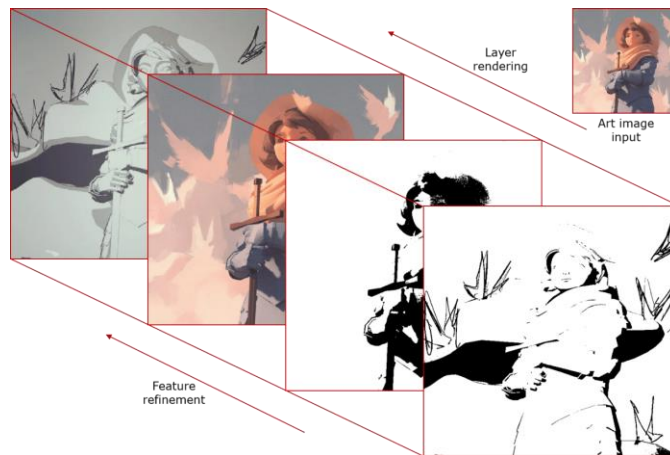 Layer
rendering
Art image
input
Feature
refinement